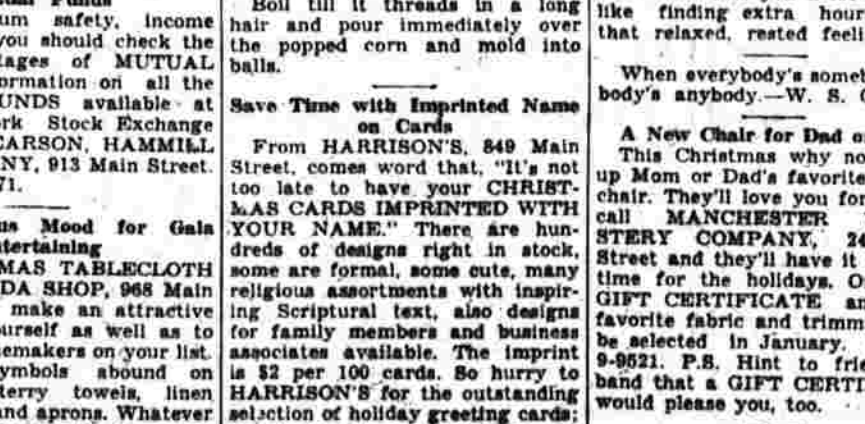 um safety, income
you should check the
tages of MUTUAL
ormation on all the
UNDS available at
rk Stock Exchange
CARSON, HAMMILL
NY, 913 Main Street.
71.
us Mood for Gala
ntertaining
MAS TABLECLOTH
DA SHOP, 968 Main
make an attractive
ourself as well as to
emakers on your list.
ymbols abound on
terry towels, linen
and aprons. Whatever
Boil till it threads in a long
hair and pour immediately over
the popped corn and mold into
balls.
Save Time with Imprinted Name
on Cards
From HARRISON'S, 849 Main
Street, comes word that, "It's not
too late to have your CHRIST-
MAS CARDS IMPRINTED WITH
YOUR NAME." There are hun-
dreds of designs right in stock,
some are formal, some cute, many
religious assortments with inspir-
ing Scriptural text, also designs
for family members and business
associates available. The imprint
is $2 per 100 cards. So hurry to
HARRISON'S for the outstanding
selection of holiday greeting cards;
like finding extra hour
that relaxed, rested feeli
When everybody's somet
body's anybody.—W. S. G
A New Chair for Dad o
This Christmas why no
up Mom or Dad's favorite
chair. They'll love you for
call MANCHESTER
STERY COMPANY, 24
Street and they'll have it
time for the holidays. O
GIFT CERTIFICATE an
favorite fabric and trimm
be selected in January.
9-9521. P.S. Hint to frie
band that a GIFT CERTI
would please you, too.